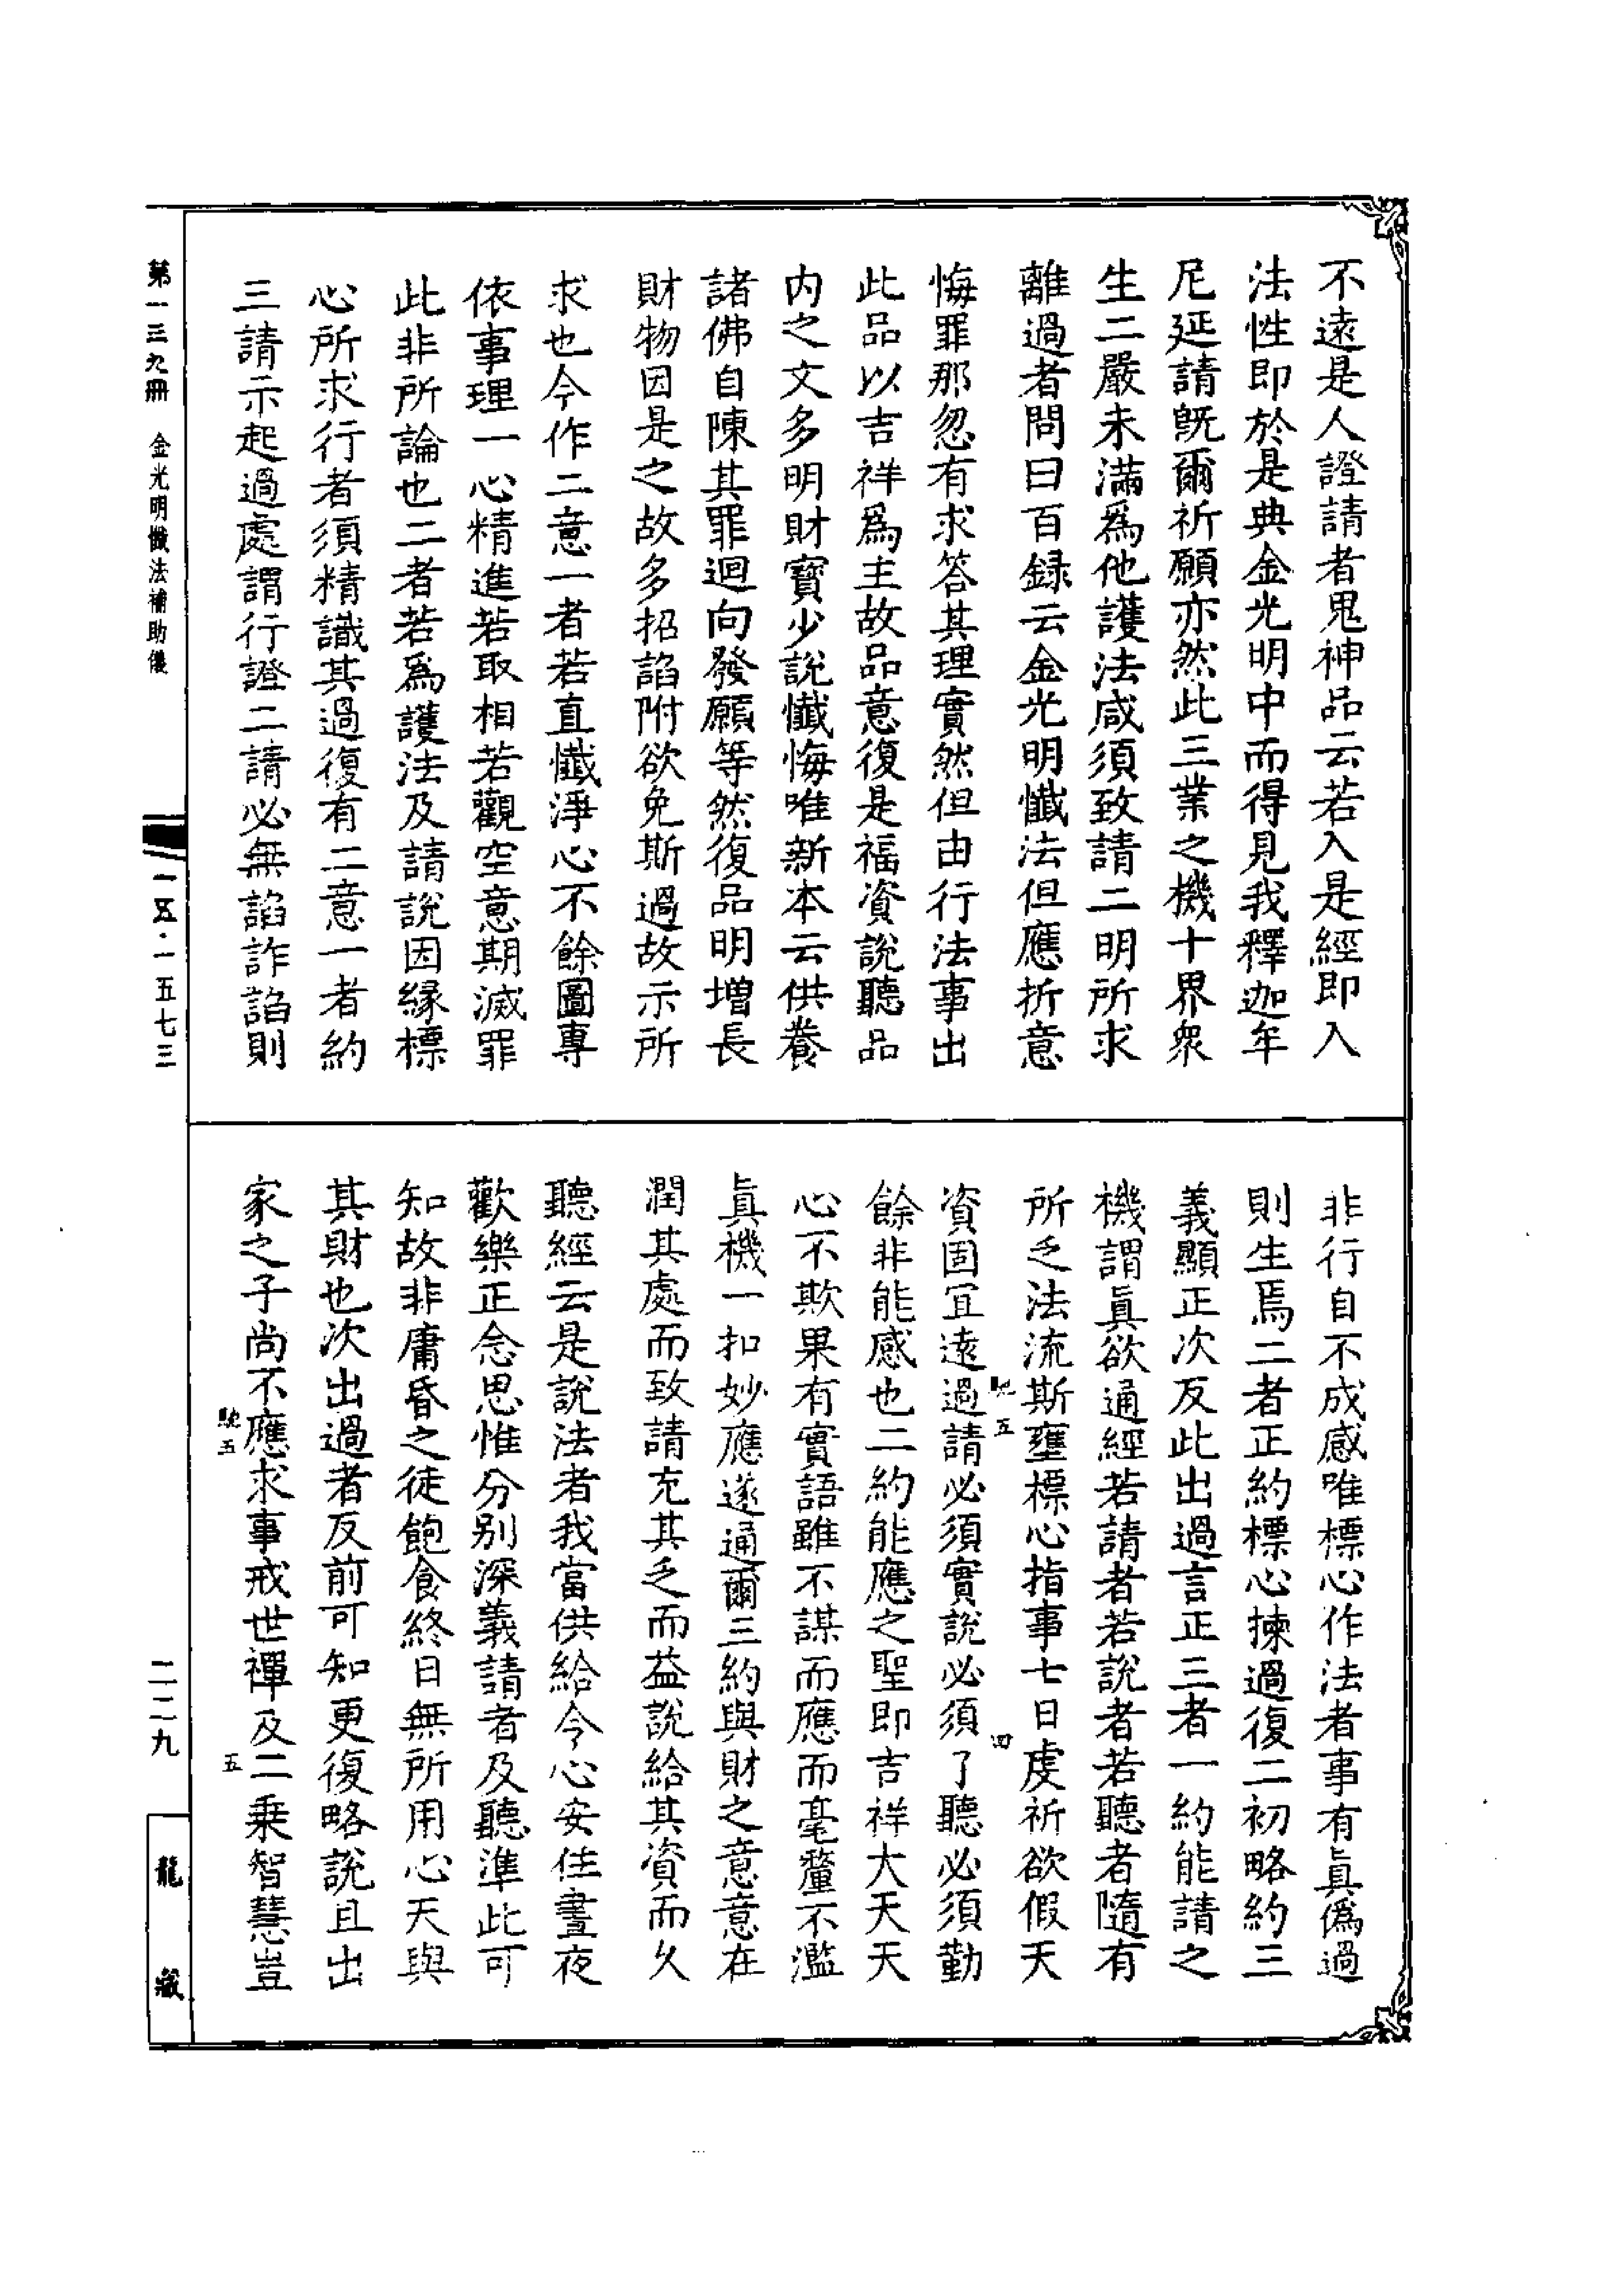 不遠是人證請者鬼神品云若入是經即入
法性即於是典金光明中而得見我釋迦牟
尼延請既爾祈願亦然此三業之機十界衆
生二嚴未滿爲他護法咸須致請二明所求
離過者問曰百録云金光明懺法但應折意
悔罪那忽有求答其理實然但由行法事出
此品以吉祥爲主故品意復是福資說聽品
内之文多明財寶少說懺悔唯新本云供養
諸佛自陳其罪迴向發願等然復品明增長
財物因是之故多招諂附欲免斯過故示所
求也今作二意一者若直懺淨心不餘圖專
依事理一心精進若取相若觀空意期滅罪
此非所論也二者若爲護法及請說因緣標
心所求行者須精識其過復有二意一者約
三請示起過處謂行證二請必無諂詐諂則
非行自不成感唯標心作法者事有眞僞過
則生焉二者正約標心揀過復二初略約三
義顯正次反此出過言正三者一約能請之
機謂眞欲通經若請者若說者若聽者隨有
所乏法流斯壅標心指事七日虔祈欲假天
資固宜遠過請必須實說必須了聽必須勤
餘非能感也二約能應之聖即吉祥大天天
心不欺果有實語雖不謀而應而毫釐不濫
眞機一扣妙應遂通爾三約與財之意意在
潤其處而致請充其乏而益說給其資而久
聽經云是說法者我當供給令心安住晝夜
歡樂正念思惟分別深義請者及聽準此可
知故非庸昏之徒飽食終日無所用心天與
其財也次出過者反前可知更復略說且出
家之子尚不應求事戒世禪及二乘智慧豈
馳五
四
馳五
五
第一三九冊
金光明懺法補助儀
一五·一五七三
二二九
龍藏